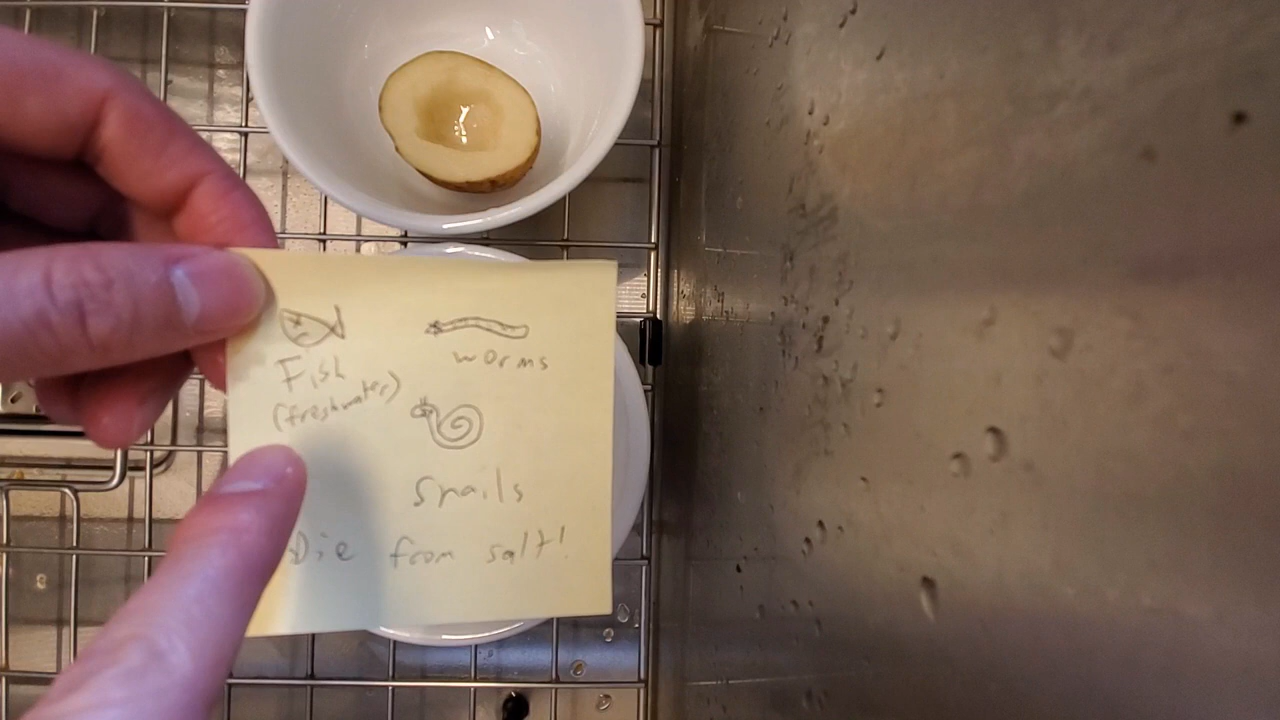 Fish
(freshwater)
worms
Snails
Die from salt!